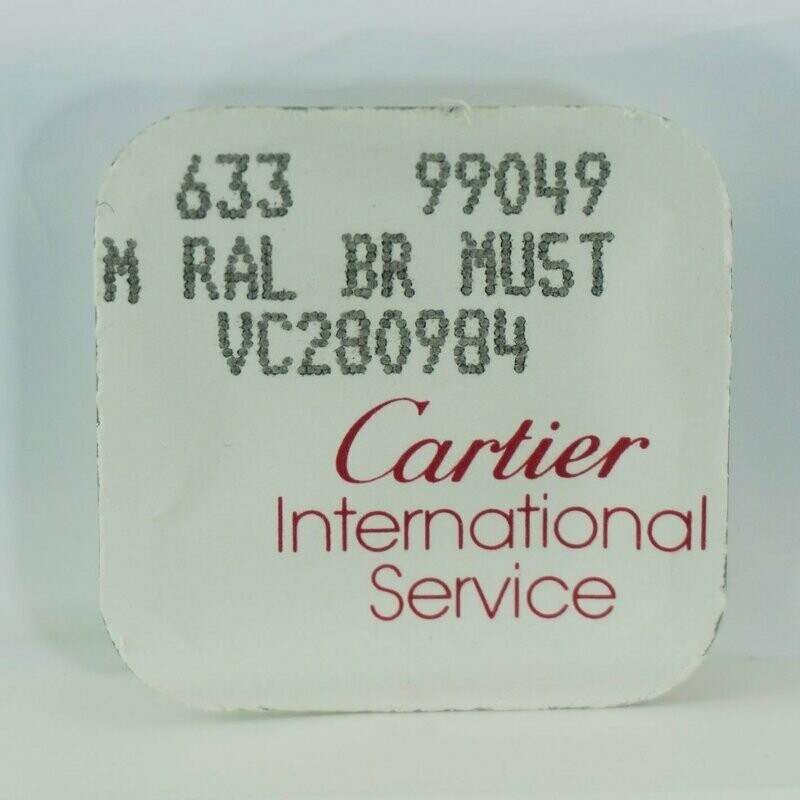 633 99049
M RAL BR MUST
VC280984
Cartier
International
Service